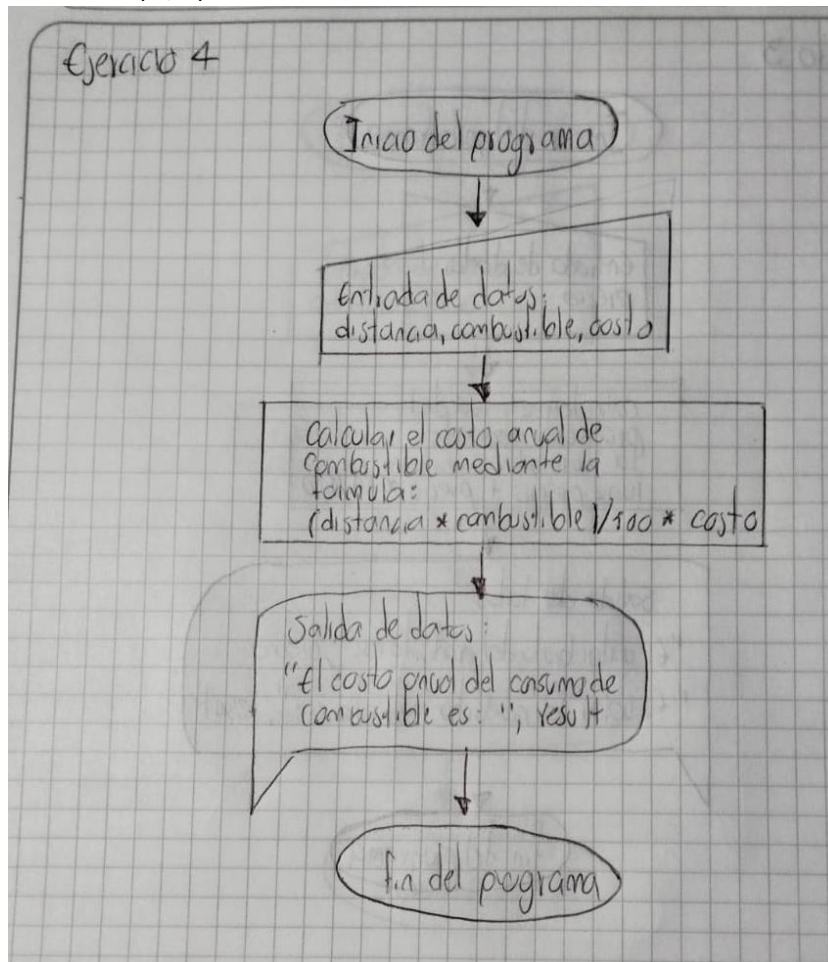 Ejercicio 4
Inicio del programa
Entrada de datos:
distancia, combustible, costo
Calcular el costo anual de
combustible mediante la
formula:
(distancia * combustible)/100 * costo
Salida de datos:
"El costo anual del consumo de
combustible es: ", result
fin del programa